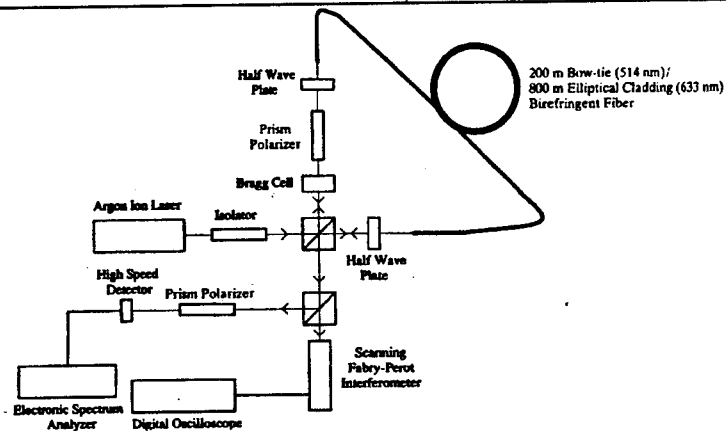 Half Wave
Plate
200 m Bow-tie (514 nm)/
800 m Elliptical Cladding (633 nm)
Birefringent Fiber
Prism
Polarizer
Bragg Cell
Argon Ion Laser
Isolator
Half Wave
Plate
High Speed
Detector
Prism Polarizer
Scanning
Fabry-Perot
Interferometer
Electronic Spectrum
Analyzer
Digital Oscilloscope